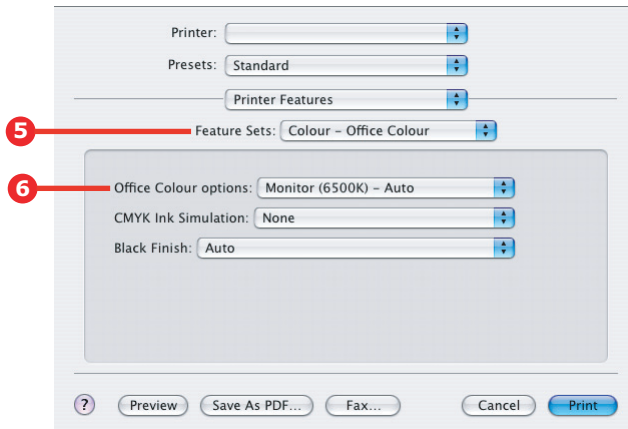 Printer:
Presets: Standard
Printer Features
5 Feature Sets: Colour – Office Colour
6 Office Colour options: Monitor (6500K) – Auto
CMYK Ink Simulation: None
Black Finish: Auto
? Preview Save As PDF... Fax... Cancel Print